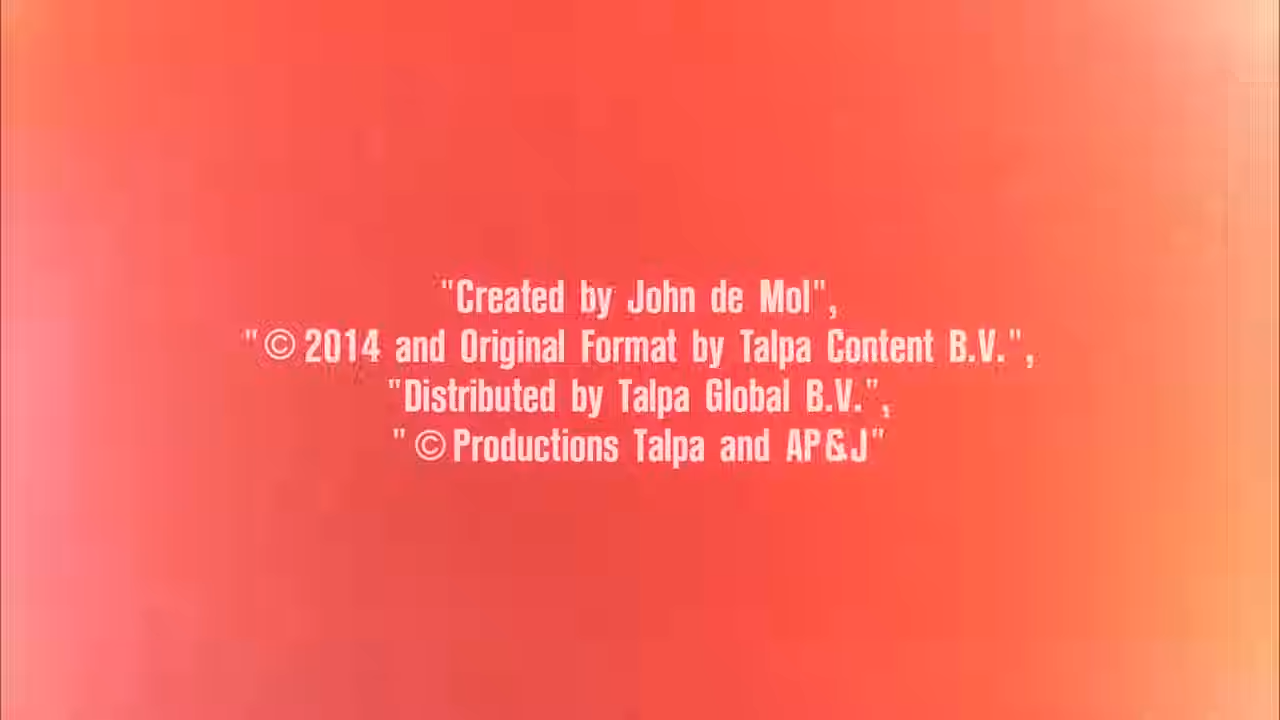 "Created by John de Mol",
"© 2014 and Original Format by Talpa Content B.V.",
"Distributed by Talpa Global B.V.",
"© Productions Talpa and AP&J"